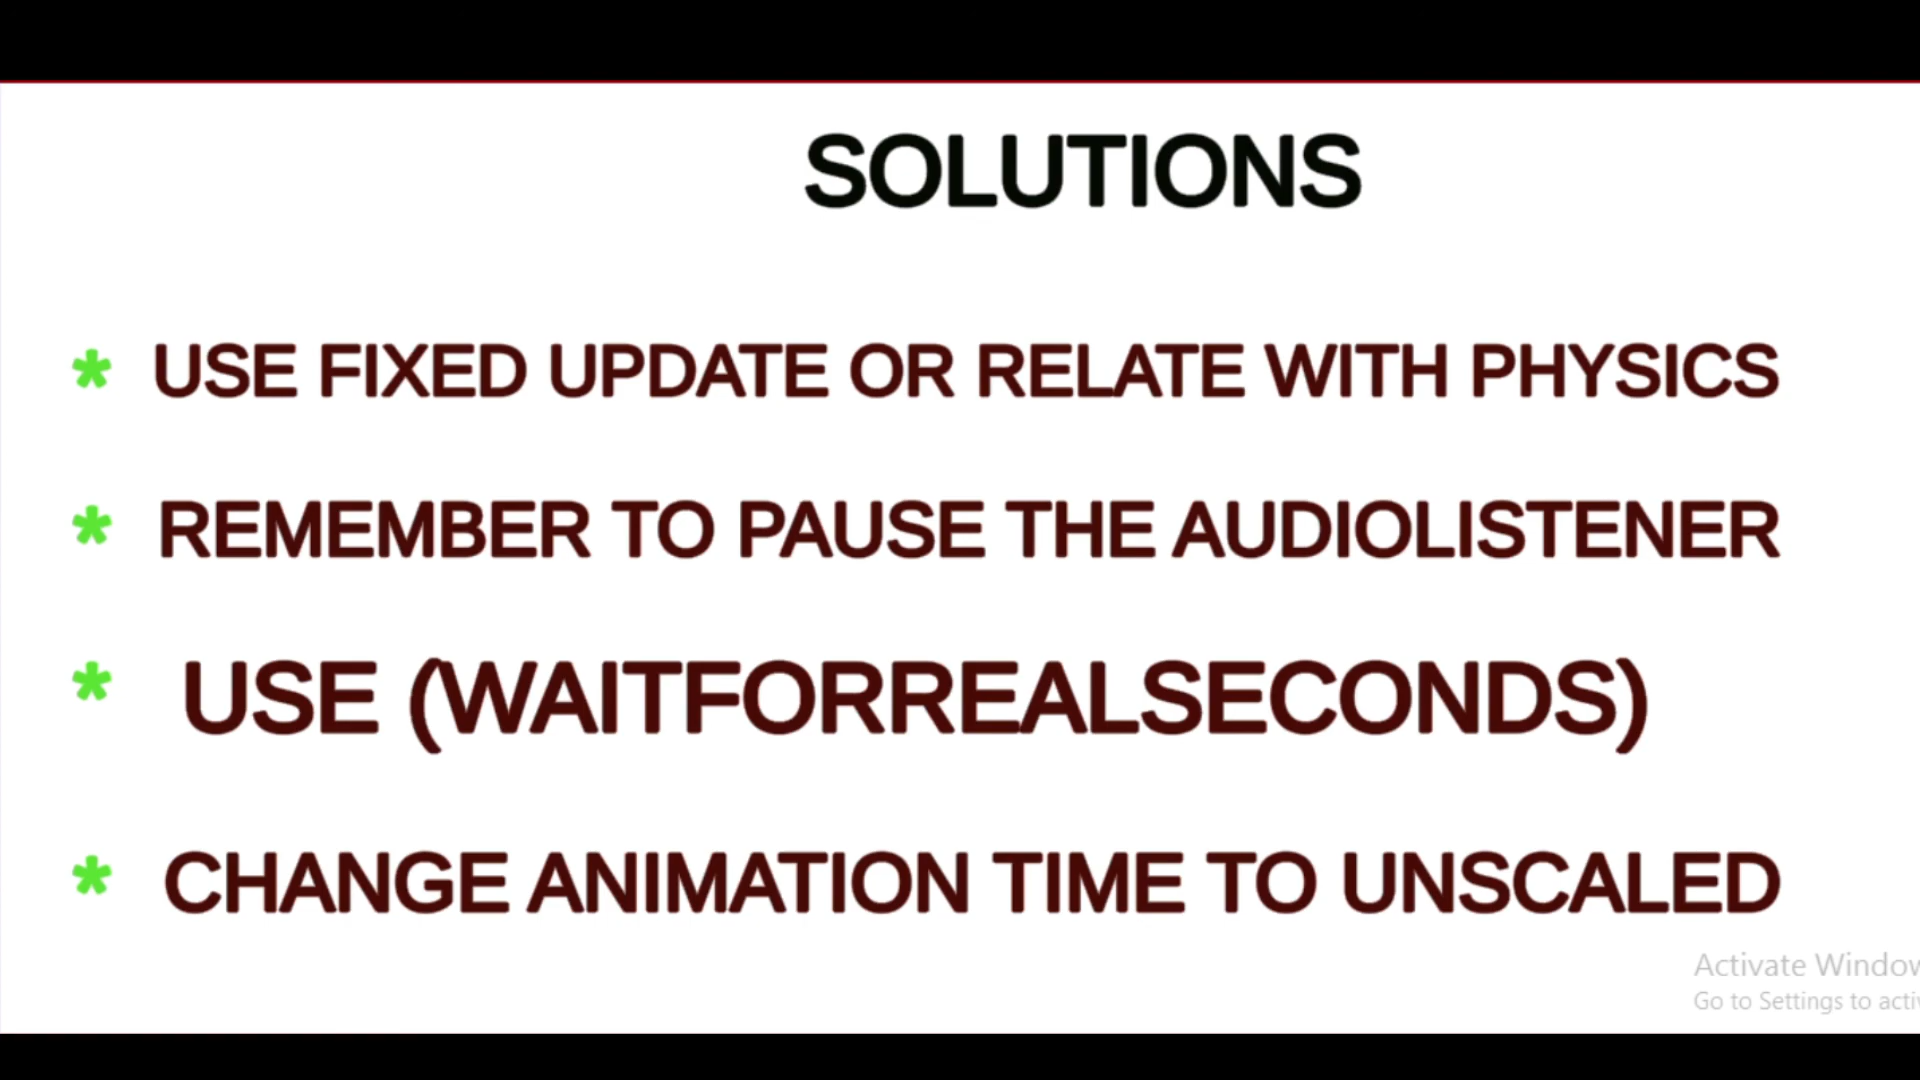 SOLUTIONS
* USE FIXED UPDATE OR RELATE WITH PHYSICS
* REMEMBER TO PAUSE THE AUDIOLISTENER
* USE (WAITFORREALSECONDS)
* CHANGE ANIMATION TIME TO UNSCALED
Activate Window
Go to Settings to activ